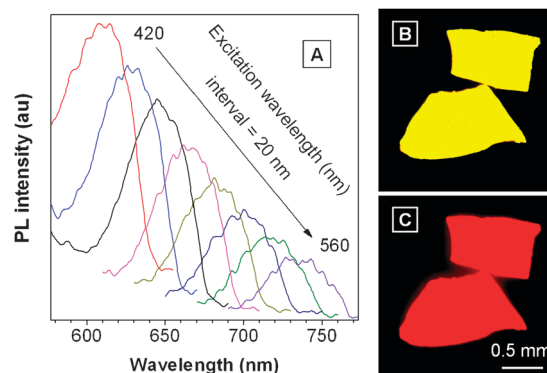 A
420
Excitation wavelength (nm)
interval = 20 nm
560
PL intensity (au)
600 650 700 750
Wavelength (nm)
B
C
0.5 mm